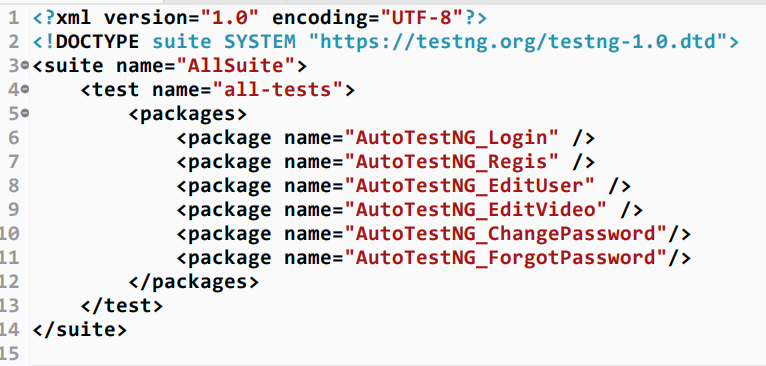 1 <?xml version="1.0" encoding="UTF-8"?>
2 <!DOCTYPE suite SYSTEM "https://testng.org/testng-1.0.dtd">
3 <suite name="AllSuite">
4     <test name="all-tests">
5         <packages>
6             <package name="AutoTestNG_Login" />
7             <package name="AutoTestNG_Regis" />
8             <package name="AutoTestNG_EditUser" />
9             <package name="AutoTestNG_EditVideo" />
10             <package name="AutoTestNG_ChangePassword"/>
11             <package name="AutoTestNG_ForgotPassword"/>
12         </packages>
13     </test>
14 </suite>
15